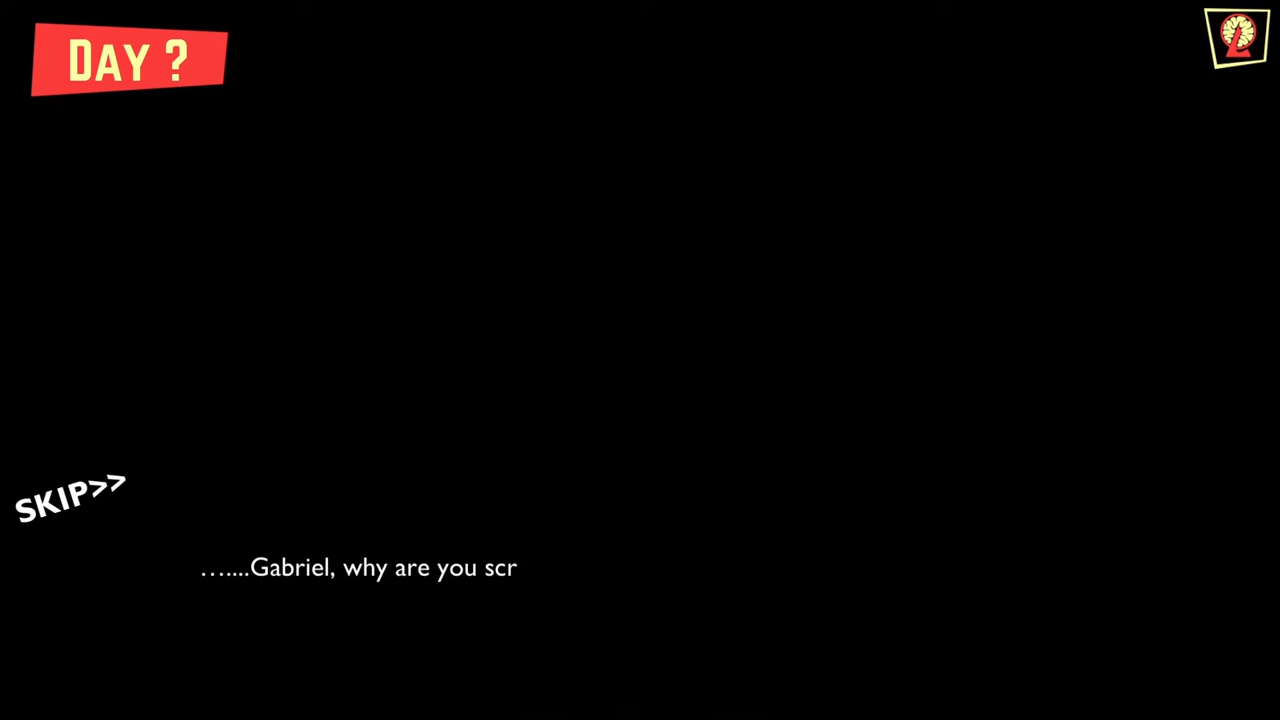 DAY ?
SKIP>>
…....Gabriel, why are you scr